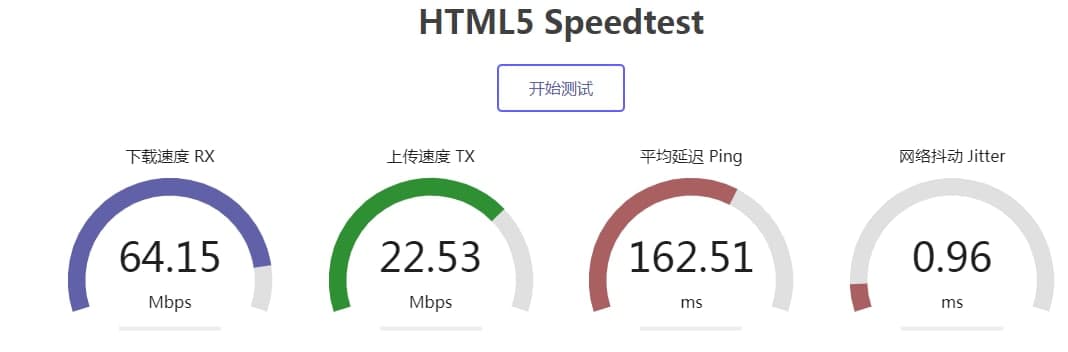 HTML5 Speedtest
开始测试
下载速度 RX
64.15
Mbps
上传速度 TX
22.53
Mbps
平均延迟 Ping
162.51
ms
网络抖动 Jitter
0.96
ms